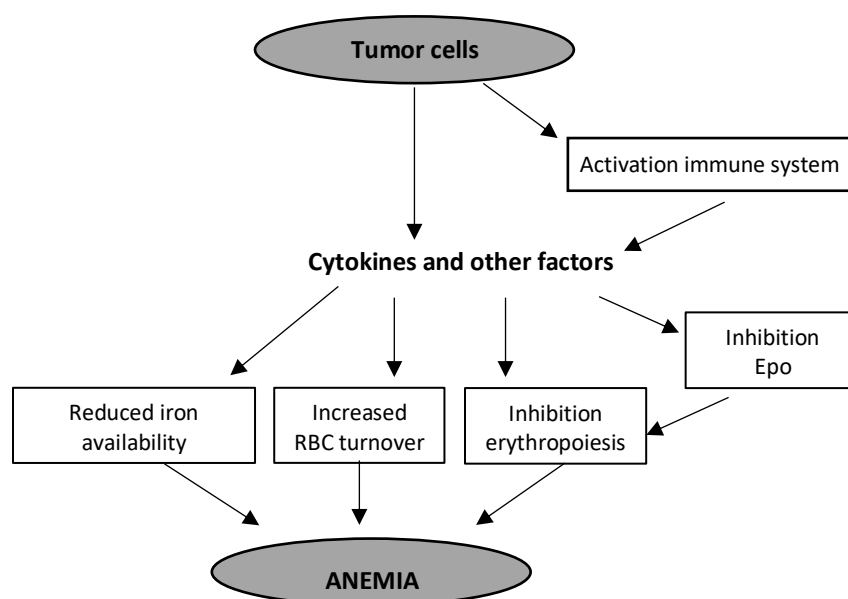 Tumor cells
Activation immune system
Cytokines and other factors
Inhibition
Epo
Reduced iron
availability
Increased
RBC turnover
Inhibition
erythropoiesis
ANEMIA